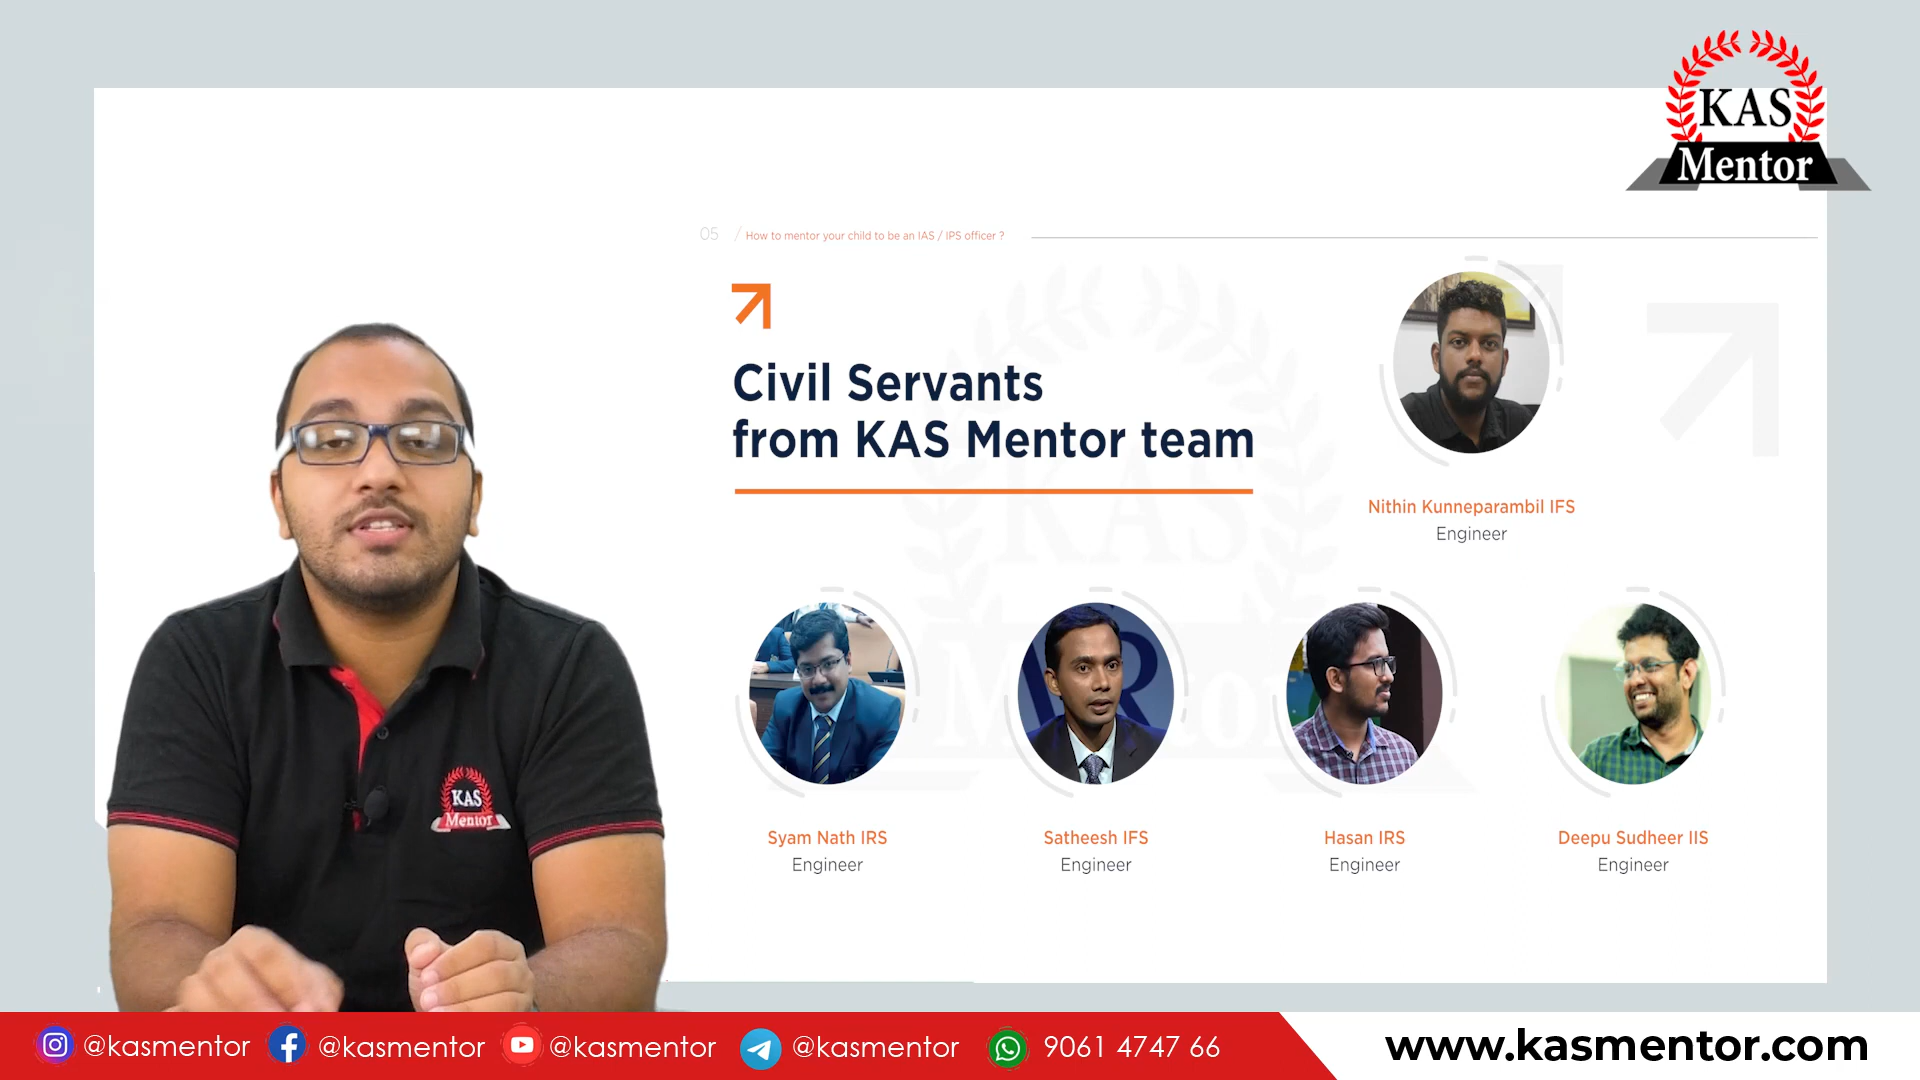 KAS
Mentor
05 / How to mentor your child to be an IAS / IPS officer ?
Civil Servants
from KAS Mentor team
Nithin Kunneparambil IFS
Engineer
Syam Nath IRS
Engineer
Satheesh IFS
Engineer
Hasan IRS
Engineer
Deepu Sudheer IIS
Engineer
KAS
Mentor
KAS
Mentor
@kasmentor
@kasmentor
@kasmentor
@kasmentor
9061 4747 66
www.kasmentor.com